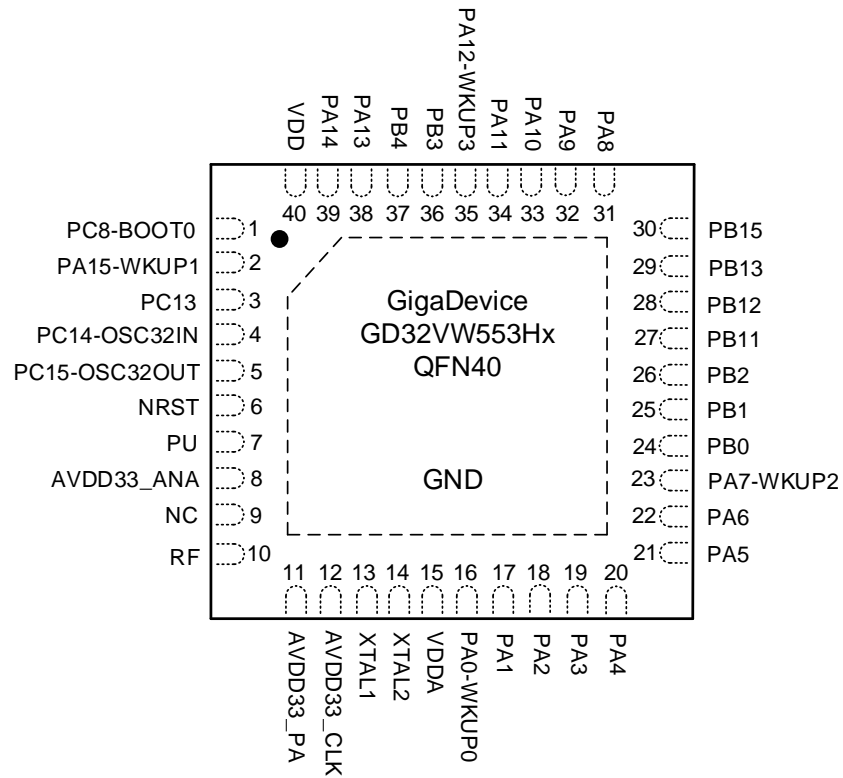 VDD
PA14
PA13
PB4
PB3
PA12-WKUP3
PA11
PA10
PA9
PA8
40
39
38
37
36
35
34
33
32
31
PC8-BOOT0 1
PA15-WKUP1 2
PC13 3
PC14-OSC32IN 4
PC15-OSC32OUT 5
NRST 6
PU 7
AVDD33_ANA 8
NC 9
RF 10
GigaDevice
GD32VW553Hx
QFN40
GND
30 PB15
29 PB13
28 PB12
27 PB11
26 PB2
25 PB1
24 PB0
23 PA7-WKUP2
22 PA6
21 PA5
11
12
13
14
15
16
17
18
19
20
AVDD33_PA
AVDD33_CLK
XTAL1
XTAL2
VDDA
PA0-WKUP0
PA1
PA2
PA3
PA4